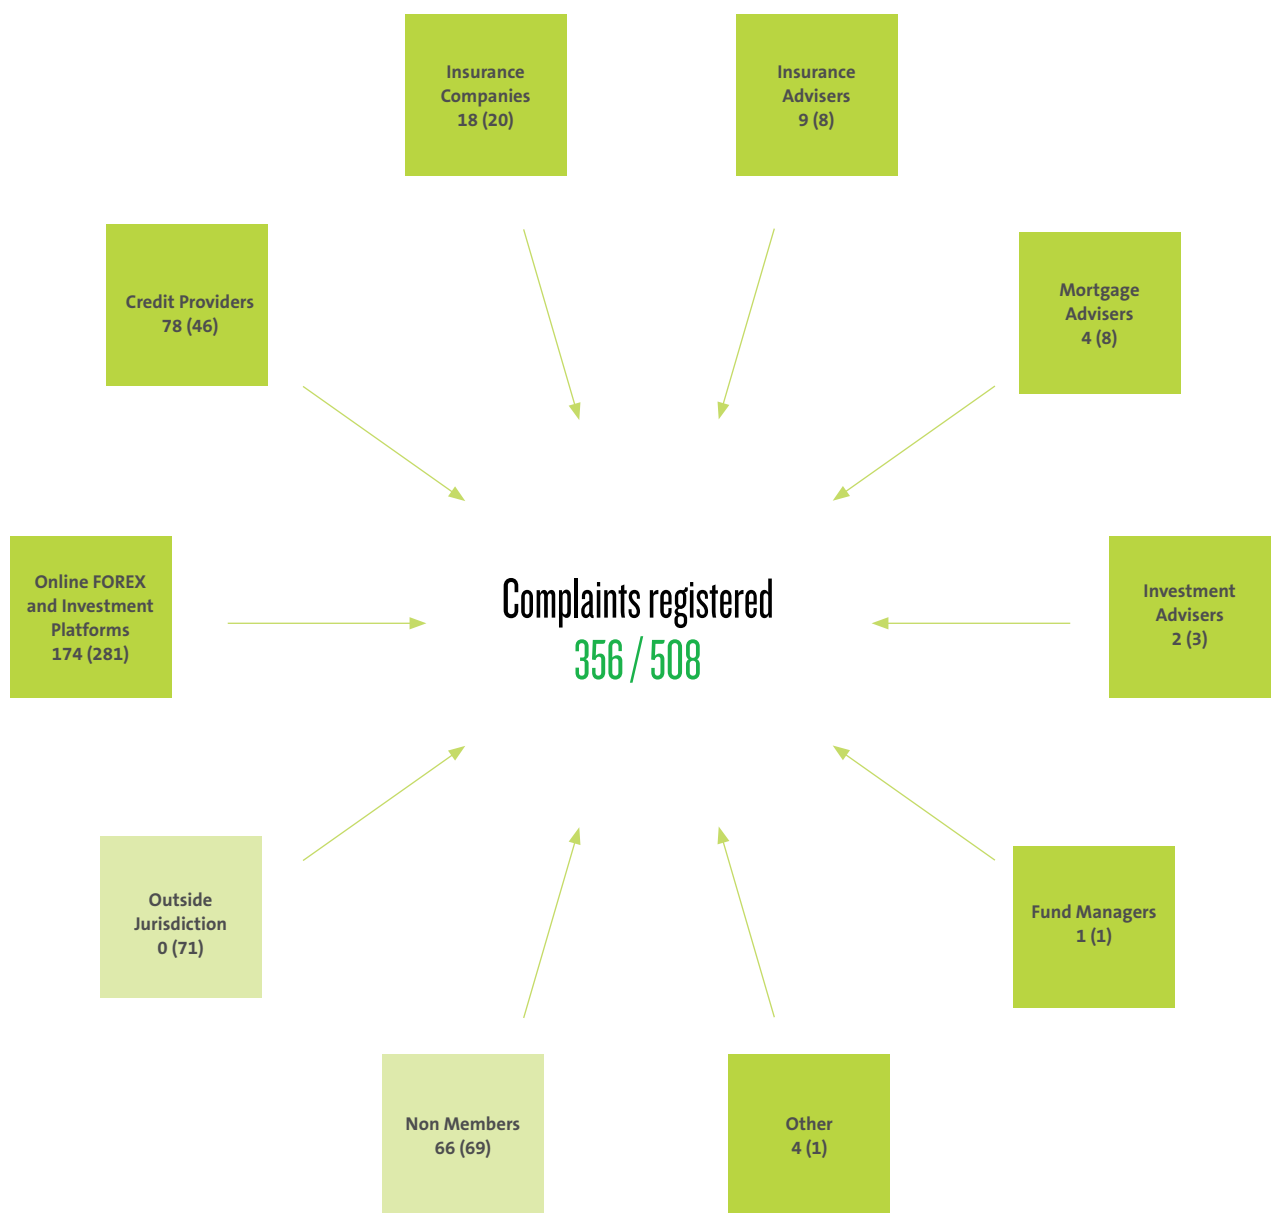 Insurance
Companies
18 (20)
Insurance
Advisers
9 (8)
Credit Providers
78 (46)
Mortgage
Advisers
4 (8)
Online FOREX
and Investment
Platforms
174 (281)
Complaints registered
356 / 508
Investment
Advisers
2 (3)
Outside
Jurisdiction
0 (71)
Fund Managers
1 (1)
Non Members
66 (69)
Other
4 (1)